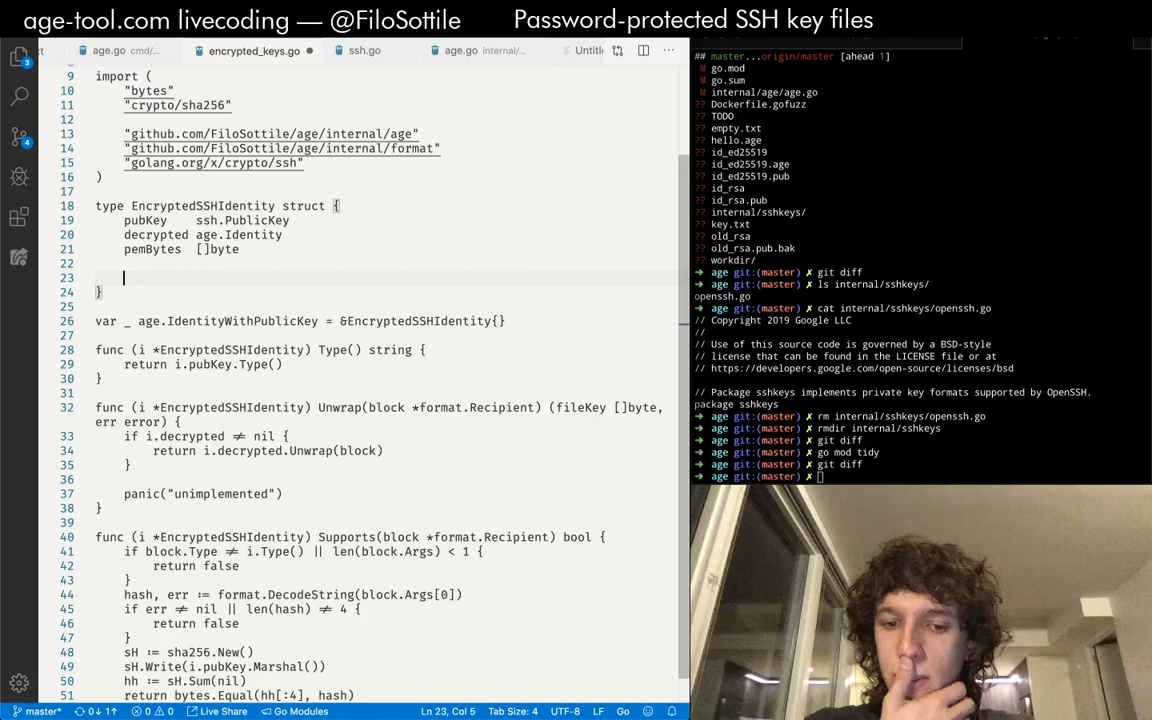 age-tool.com livecoding — @FiloSottile
Password-protected SSH key files
age.go cmd/...
encrypted_keys.go
ssh.go
age.go internal/...
Untitl
9 import (
10 "bytes"
11 "crypto/sha256"
12
13 "github.com/FiloSottile/age/internal/age"
14 "github.com/FiloSottile/age/internal/format"
15 "golang.org/x/crypto/ssh"
16 )
17
18 type EncryptedSSHIdentity struct {
19 pubKey ssh.PublicKey
20 decrypted age.Identity
21 pemBytes []byte
22
23
24 }
25
26 var _ age.IdentityWithPublicKey = &EncryptedSSHIdentity{}
27
28 func (i *EncryptedSSHIdentity) Type() string {
29 return i.pubKey.Type()
30 }
31
32 func (i *EncryptedSSHIdentity) Unwrap(block *format.Recipient) (fileKey []byte,
err error) {
33 if i.decrypted ≠ nil {
34 return i.decrypted.Unwrap(block)
35 }
36
37 panic("unimplemented")
38 }
39
40 func (i *EncryptedSSHIdentity) Supports(block *format.Recipient) bool {
41 if block.Type ≠ i.Type() || len(block.Args) < 1 {
42 return false
43 }
44 hash, err := format.DecodeString(block.Args[0])
45 if err ≠ nil || len(hash) ≠ 4 {
46 return false
47 }
48 sH := sha256.New()
49 sH.Write(i.pubKey.Marshal())
50 hh := sH.Sum(nil)
51 return bytes.Equal(hh[:4], hash)
3
4
master* 0↓ 1↑ 0 0 Live Share Go Modules Ln 23, Col 5 Tab Size: 4 UTF-8 LF Go
## master...origin/master [ahead 1]
M go.mod
M go.sum
M internal/age/age.go
?? Dockerfile.gofuzz
?? TODO
?? empty.txt
?? hello.age
?? id_ed25519
?? id_ed25519.age
?? id_ed25519.pub
?? id_rsa
?? id_rsa.pub
?? internal/sshkeys/
?? key.txt
?? old_rsa
?? old_rsa.pub.bak
?? workdir/
➜ age git:(master) ✗ git diff
➜ age git:(master) ✗ ls internal/sshkeys/
openssh.go
➜ age git:(master) ✗ cat internal/sshkeys/openssh.go
// Copyright 2019 Google LLC
//
// Use of this source code is governed by a BSD-style
// license that can be found in the LICENSE file or at
// https://developers.google.com/open-source/licenses/bsd
// Package sshkeys implements private key formats supported by OpenSSH.
package sshkeys
➜ age git:(master) ✗ rm internal/sshkeys/openssh.go
➜ age git:(master) ✗ rmdir internal/sshkeys
➜ age git:(master) ✗ git diff
➜ age git:(master) ✗ go mod tidy
➜ age git:(master) ✗ git diff
➜ age git:(master) ✗